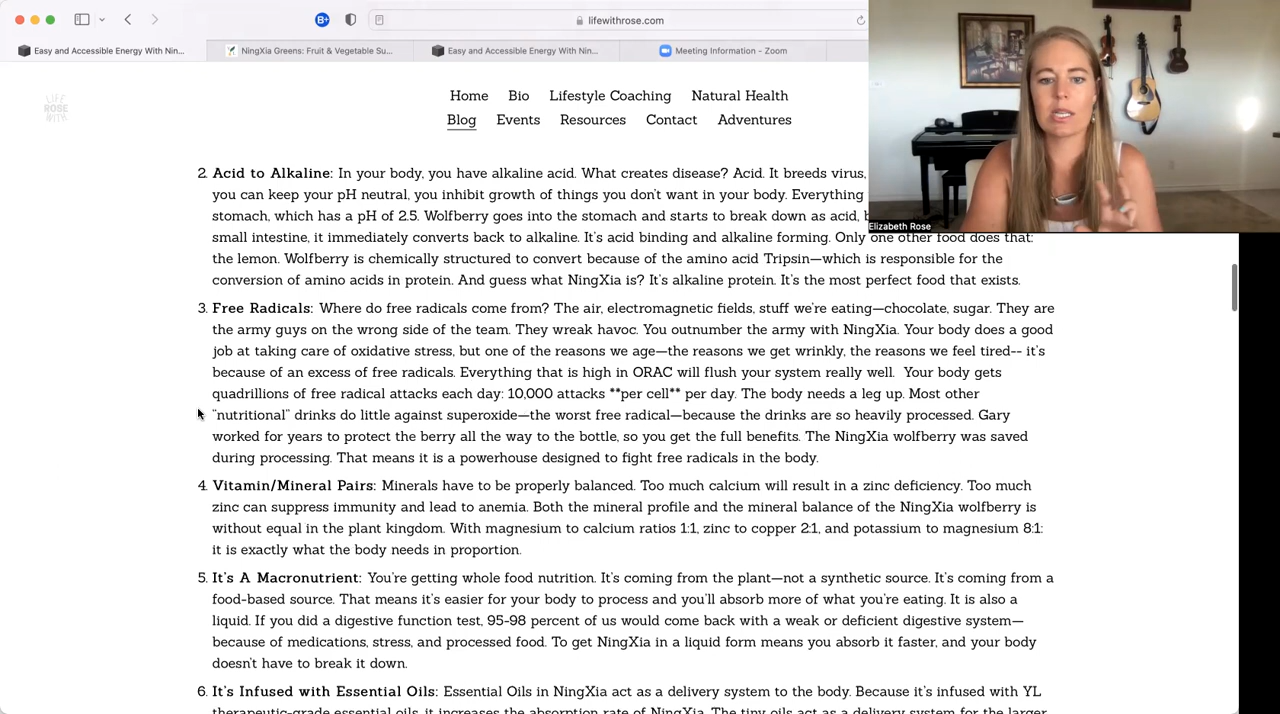 lifewithrose.com
Easy and Accessible Energy With Nin...
NingXia Greens: Fruit & Vegetable Su...
Easy and Accessible Energy With Nin...
Meeting Information - Zoom
LIFE
ROSE
WITH
Home Bio Lifestyle Coaching Natural Health
Blog Events Resources Contact Adventures
Elizabeth Rose
2. Acid to Alkaline: In your body, you have alkaline acid. What creates disease? Acid. It breeds virus,
you can keep your pH neutral, you inhibit growth of things you don't want in your body. Everything
stomach, which has a pH of 2.5. Wolfberry goes into the stomach and starts to break down as acid, b
small intestine, it immediately converts back to alkaline. It's acid binding and alkaline forming. Only one other food does that:
the lemon. Wolfberry is chemically structured to convert because of the amino acid Tripsin—which is responsible for the
conversion of amino acids in protein. And guess what NingXia is? It's alkaline protein. It's the most perfect food that exists.
3. Free Radicals: Where do free radicals come from? The air, electromagnetic fields, stuff we're eating—chocolate, sugar. They are
the army guys on the wrong side of the team. They wreak havoc. You outnumber the army with NingXia. Your body does a good
job at taking care of oxidative stress, but one of the reasons we age—the reasons we get wrinkly, the reasons we feel tired-- it's
because of an excess of free radicals. Everything that is high in ORAC will flush your system really well. Your body gets
quadrillions of free radical attacks each day: 10,000 attacks **per cell** per day. The body needs a leg up. Most other
"nutritional" drinks do little against superoxide—the worst free radical—because the drinks are so heavily processed. Gary
worked for years to protect the berry all the way to the bottle, so you get the full benefits. The NingXia wolfberry was saved
during processing. That means it is a powerhouse designed to fight free radicals in the body.
4. Vitamin/Mineral Pairs: Minerals have to be properly balanced. Too much calcium will result in a zinc deficiency. Too much
zinc can suppress immunity and lead to anemia. Both the mineral profile and the mineral balance of the NingXia wolfberry is
without equal in the plant kingdom. With magnesium to calcium ratios 1:1, zinc to copper 2:1, and potassium to magnesium 8:1:
it is exactly what the body needs in proportion.
5. It's A Macronutrient: You're getting whole food nutrition. It's coming from the plant—not a synthetic source. It's coming from a
food-based source. That means it's easier for your body to process and you'll absorb more of what you're eating. It is also a
liquid. If you did a digestive function test, 95-98 percent of us would come back with a weak or deficient digestive system—
because of medications, stress, and processed food. To get NingXia in a liquid form means you absorb it faster, and your body
doesn't have to break it down.
6. It's Infused with Essential Oils: Essential Oils in NingXia act as a delivery system to the body. Because it's infused with YL
therapeutic-grade essential oils, it increases the absorption rate of NingXia. The tiny oils act as a delivery system for the larger